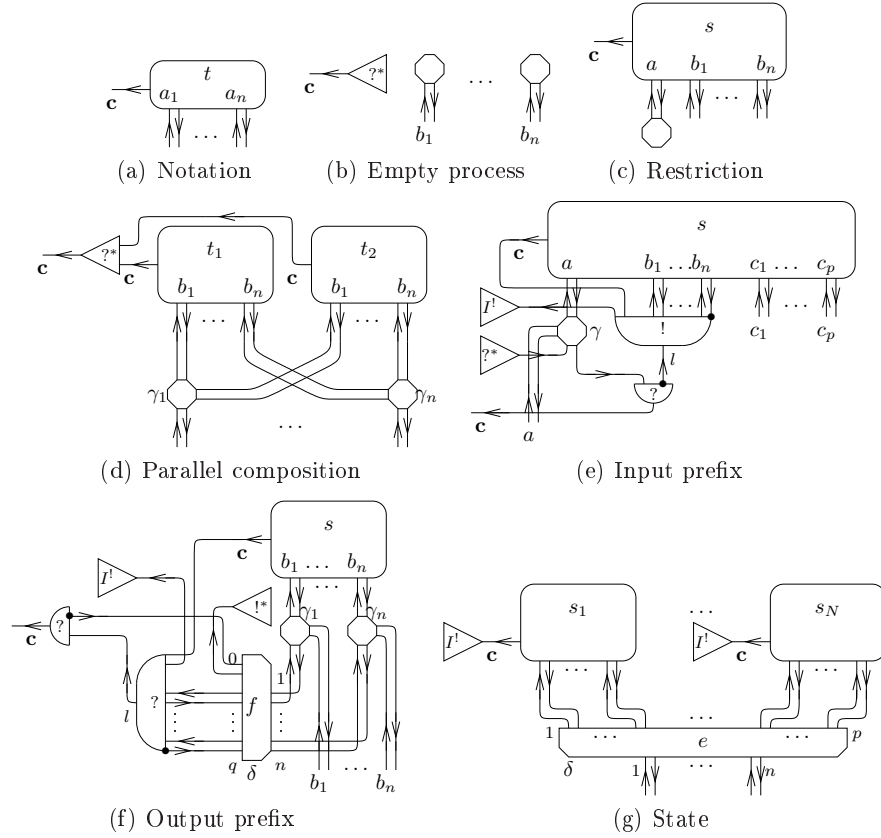 t
a₁ aₙ
c
...
(a) Notation
?*
c
...
b₁ bₙ
(b) Empty process
s
c
a b₁ bₙ
...
(c) Restriction
?*
c
t₁ t₂
c c
b₁ bₙ b₁ bₙ
... ...
γ₁ γₙ
...
(d) Parallel composition
s
c
a b₁ ... bₙ c₁ ... cₚ
... ...
I! !
γ c₁ cₚ
?* l
?
c
a
(e) Input prefix
s
c
b₁ ... bₙ
...
I!
!*
γ₁ γₙ
?
c
0
1
? f
l
q δ n
b₁ ... bₙ
(f) Output prefix
s₁ ... s_N
I! I!
c c
... ...
...
1 ... e ... p
δ 1 ... n
(g) State